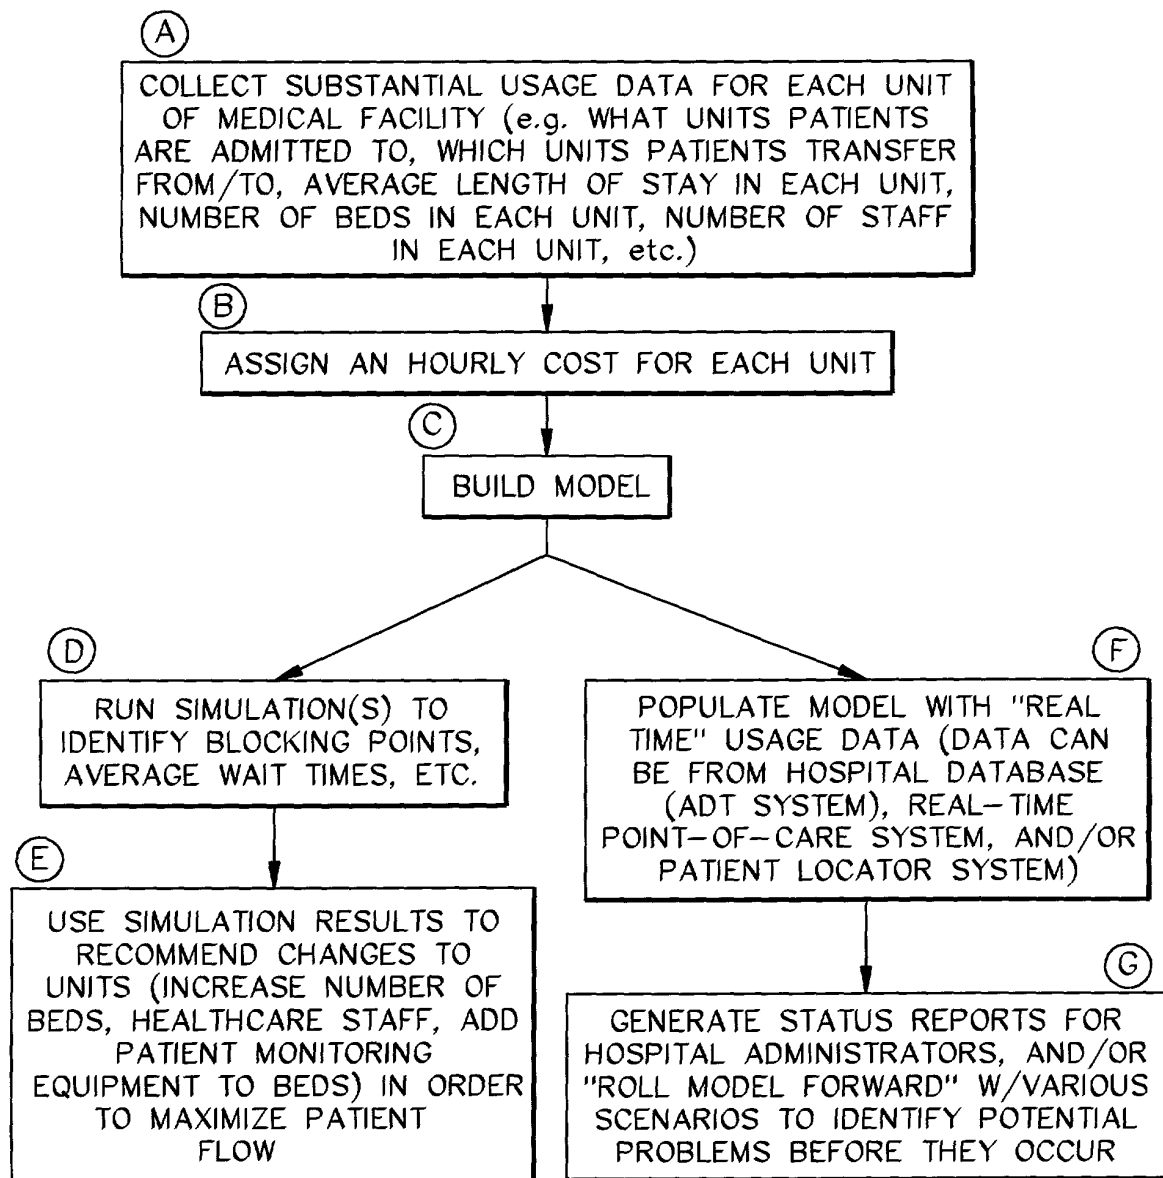 A
COLLECT SUBSTANTIAL USAGE DATA FOR EACH UNIT
OF MEDICAL FACILITY (e.g. WHAT UNITS PATIENTS
ARE ADMITTED TO, WHICH UNITS PATIENTS TRANSFER
FROM/TO, AVERAGE LENGTH OF STAY IN EACH UNIT,
NUMBER OF BEDS IN EACH UNIT, NUMBER OF STAFF
IN EACH UNIT, etc.)
B
ASSIGN AN HOURLY COST FOR EACH UNIT
C
BUILD MODEL
D
RUN SIMULATION(S) TO
IDENTIFY BLOCKING POINTS,
AVERAGE WAIT TIMES, ETC.
E
USE SIMULATION RESULTS TO
RECOMMEND CHANGES TO
UNITS (INCREASE NUMBER OF
BEDS, HEALTHCARE STAFF, ADD
PATIENT MONITORING
EQUIPMENT TO BEDS) IN ORDER
TO MAXIMIZE PATIENT
FLOW
F
POPULATE MODEL WITH "REAL
TIME" USAGE DATA (DATA CAN
BE FROM HOSPITAL DATABASE
(ADT SYSTEM), REAL-TIME
POINT-OF-CARE SYSTEM, AND/OR
PATIENT LOCATOR SYSTEM)
G
GENERATE STATUS REPORTS FOR
HOSPITAL ADMINISTRATORS, AND/OR
"ROLL MODEL FORWARD" W/VARIOUS
SCENARIOS TO IDENTIFY POTENTIAL
PROBLEMS BEFORE THEY OCCUR